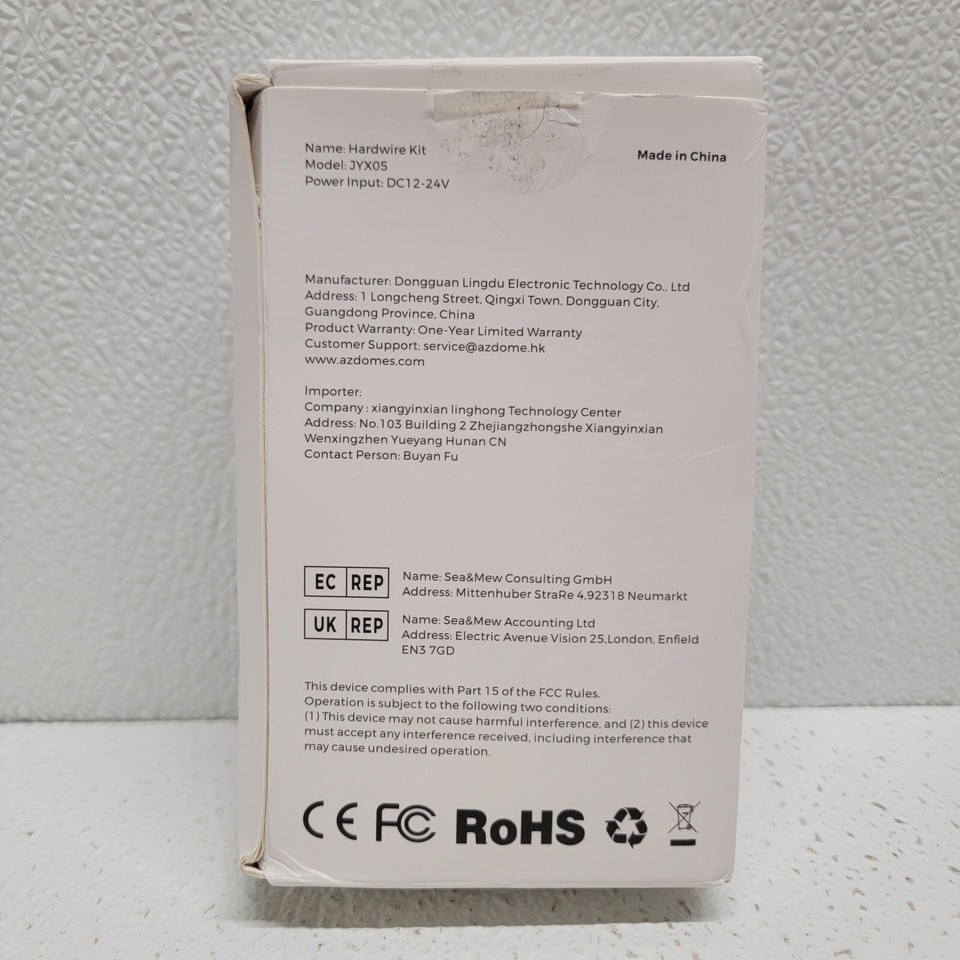 Name: Hardwire Kit
Model: JYX05
Power Input: DC12-24V
Made in China
Manufacturer: Dongguan Lingdu Electronic Technology Co., Ltd
Address: 1 Longcheng Street, Qingxi Town, Dongguan City,
Guangdong Province, China
Product Warranty: One-Year Limited Warranty
Customer Support: service@azdome.hk
www.azdomes.com
Importer:
Company : xiangyinxian linghong Technology Center
Address: No.103 Building 2 Zhejiangzhongshe Xiangyinxian
Wenxingzhen Yueyang Hunan CN
Contact Person: Buyan Fu
EC REP
Name: Sea&Mew Consulting GmbH
Address: Mittenhuber StraRe 4,92318 Neumarkt
UK REP
Name: Sea&Mew Accounting Ltd
Address: Electric Avenue Vision 25,London, Enfield
EN3 7GD
This device complies with Part 15 of the FCC Rules.
Operation is subject to the following two conditions:
(1) This device may not cause harmful interference, and (2) this device
must accept any interference received, including interference that
may cause undesired operation.
CE FC RoHS